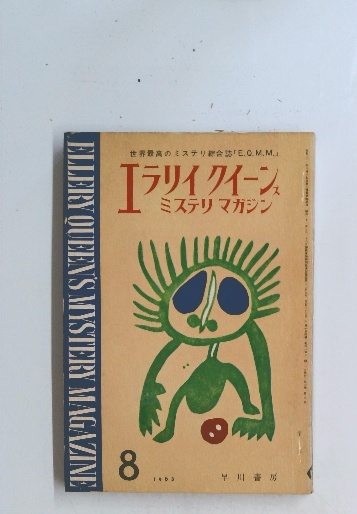 世界最高のミステリ綜合誌「E.Q.M.M.」
エラリイ クイーンズ
ミステリ マガジン
ELLERY QUEEN'S MYSTERY MAGAZINE
8
早川書房